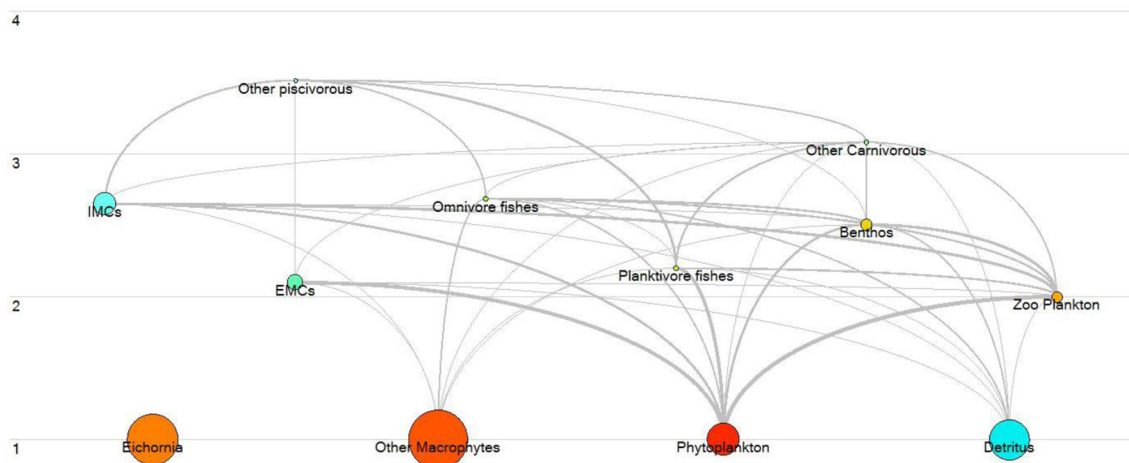 4
Other piscivorous
3
Other Carnivorous
IMCs
Omnivore fishes
Benthos
Planktivore fishes
EMCs
2
Zoo Plankton
1
Eichornia
Other Macrophytes
Phytoplankton
Detritus